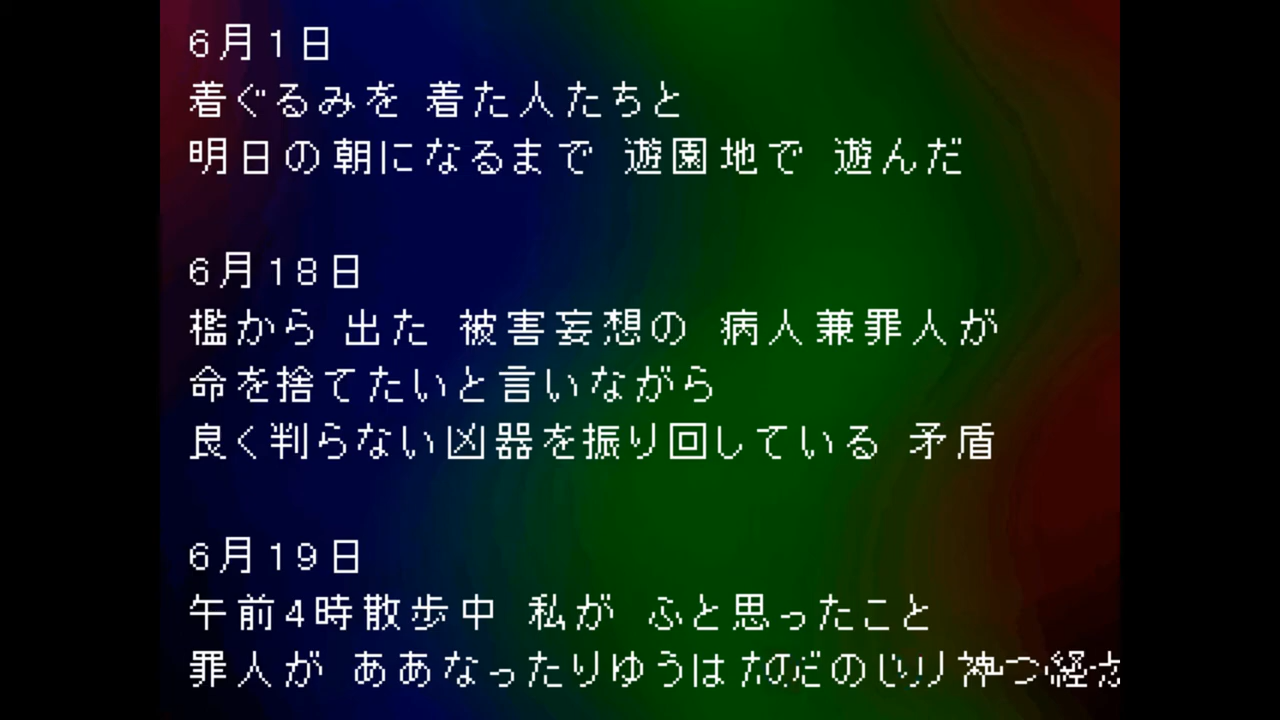 6月1日
着ぐるみを 着た人たちと
明日の朝になるまで 遊園地で 遊んだ
6月18日
檻から 出た 被害妄想の 病人兼罪人が
命を捨てたいと言いながら
良く判らない凶器を振り回している 矛盾
6月19日
午前4時散歩中 私が ふと思ったこと
罪人が ああなったりゆうは